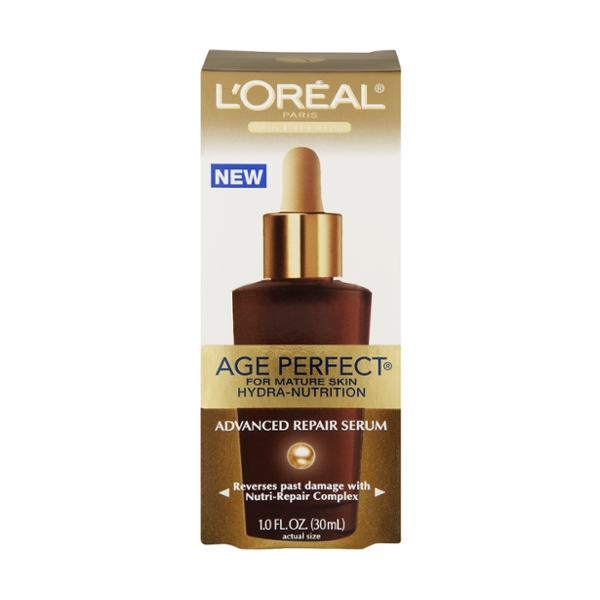 L'ORÉAL®
PARIS
NEW
AGE PERFECT®
FOR MATURE SKIN
HYDRA-NUTRITION
ADVANCED REPAIR SERUM
Reverses past damage with
Nutri-Repair Complex
1.0 FL. OZ. (30mL)
actual size